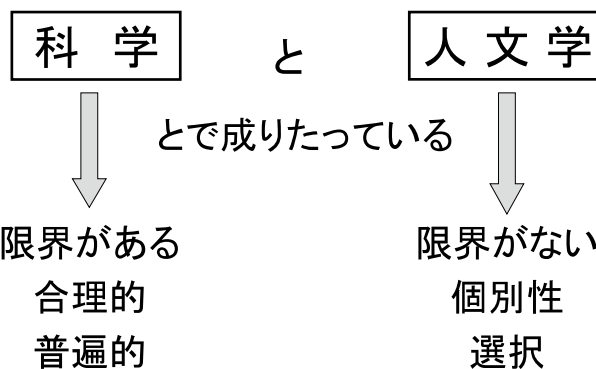 科学 と 人文学
とで成りたっている
限界がある 限界がない
合理的 個別性
普遍的 選択